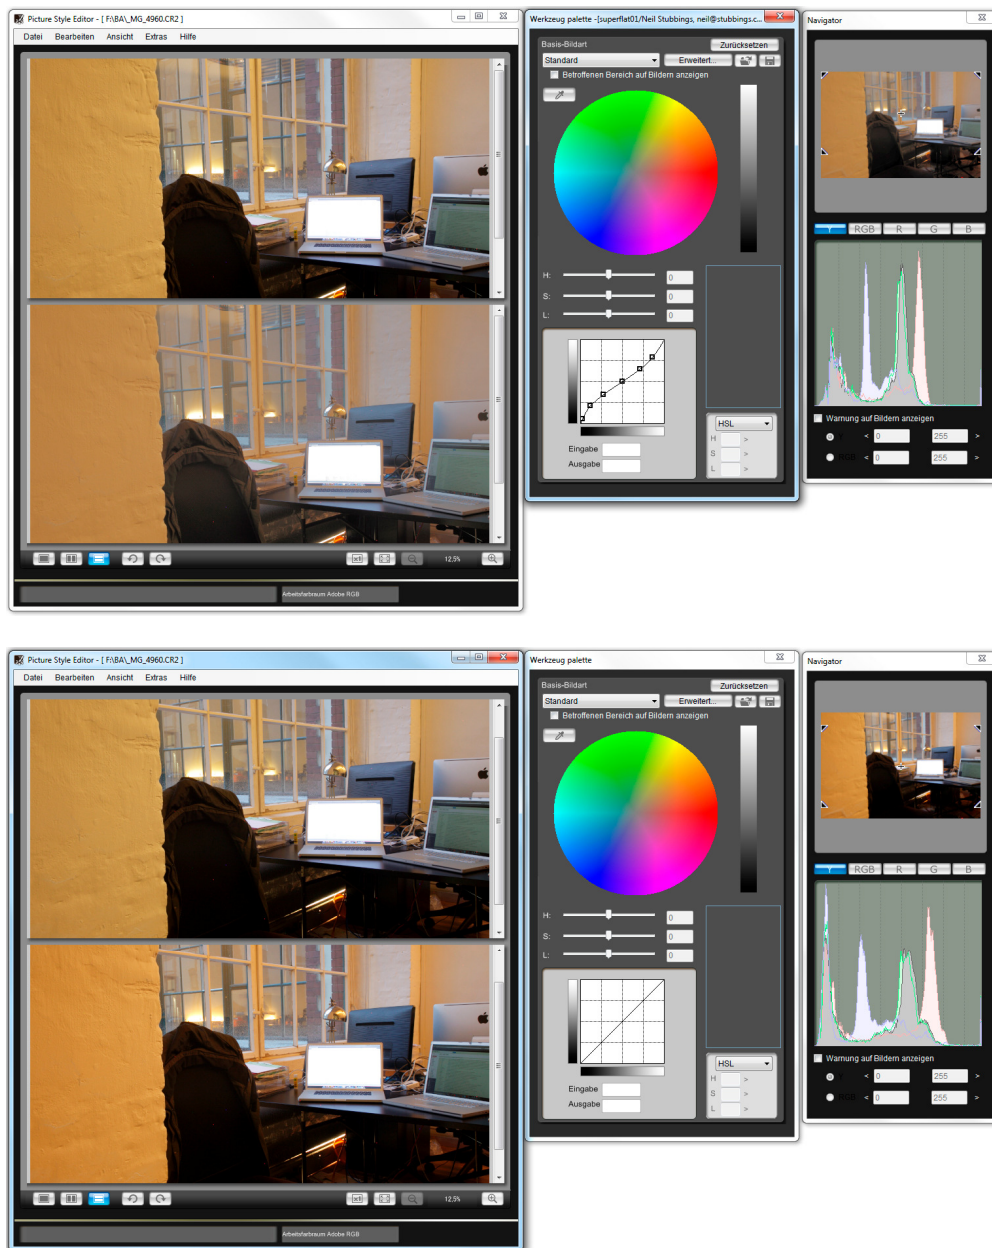 Picture Style Editor - [ F:\BA\_MG_4960.CR2 ]
Datei Bearbeiten Ansicht Extras Hilfe
12.5%
Arbeitsfarbraum Adobe RGB
Werkzeug palette -[superflat01/Neil Stubbings, neil@stubbings.c...
Basis-Bildart
Zurücksetzen
Standard
Erweitert...
Betroffenen Bereich auf Bildern anzeigen
H: 0
S: 0
L: 0
Eingabe
Ausgabe
HSL
H >
S >
L >
Navigator
Y RGB R G B
Warnung auf Bildern anzeigen
Y < 0 255 >
RGB < 0 255 >
Picture Style Editor - [ F:\BA\_MG_4960.CR2 ]
Datei Bearbeiten Ansicht Extras Hilfe
12.5%
Arbeitsfarbraum Adobe RGB
Werkzeug palette
Basis-Bildart
Zurücksetzen
Standard
Erweitert...
Betroffenen Bereich auf Bildern anzeigen
H: 0
S: 0
L: 0
Eingabe
Ausgabe
HSL
H >
S >
L >
Navigator
Y RGB R G B
Warnung auf Bildern anzeigen
Y < 0 255 >
RGB < 0 255 >